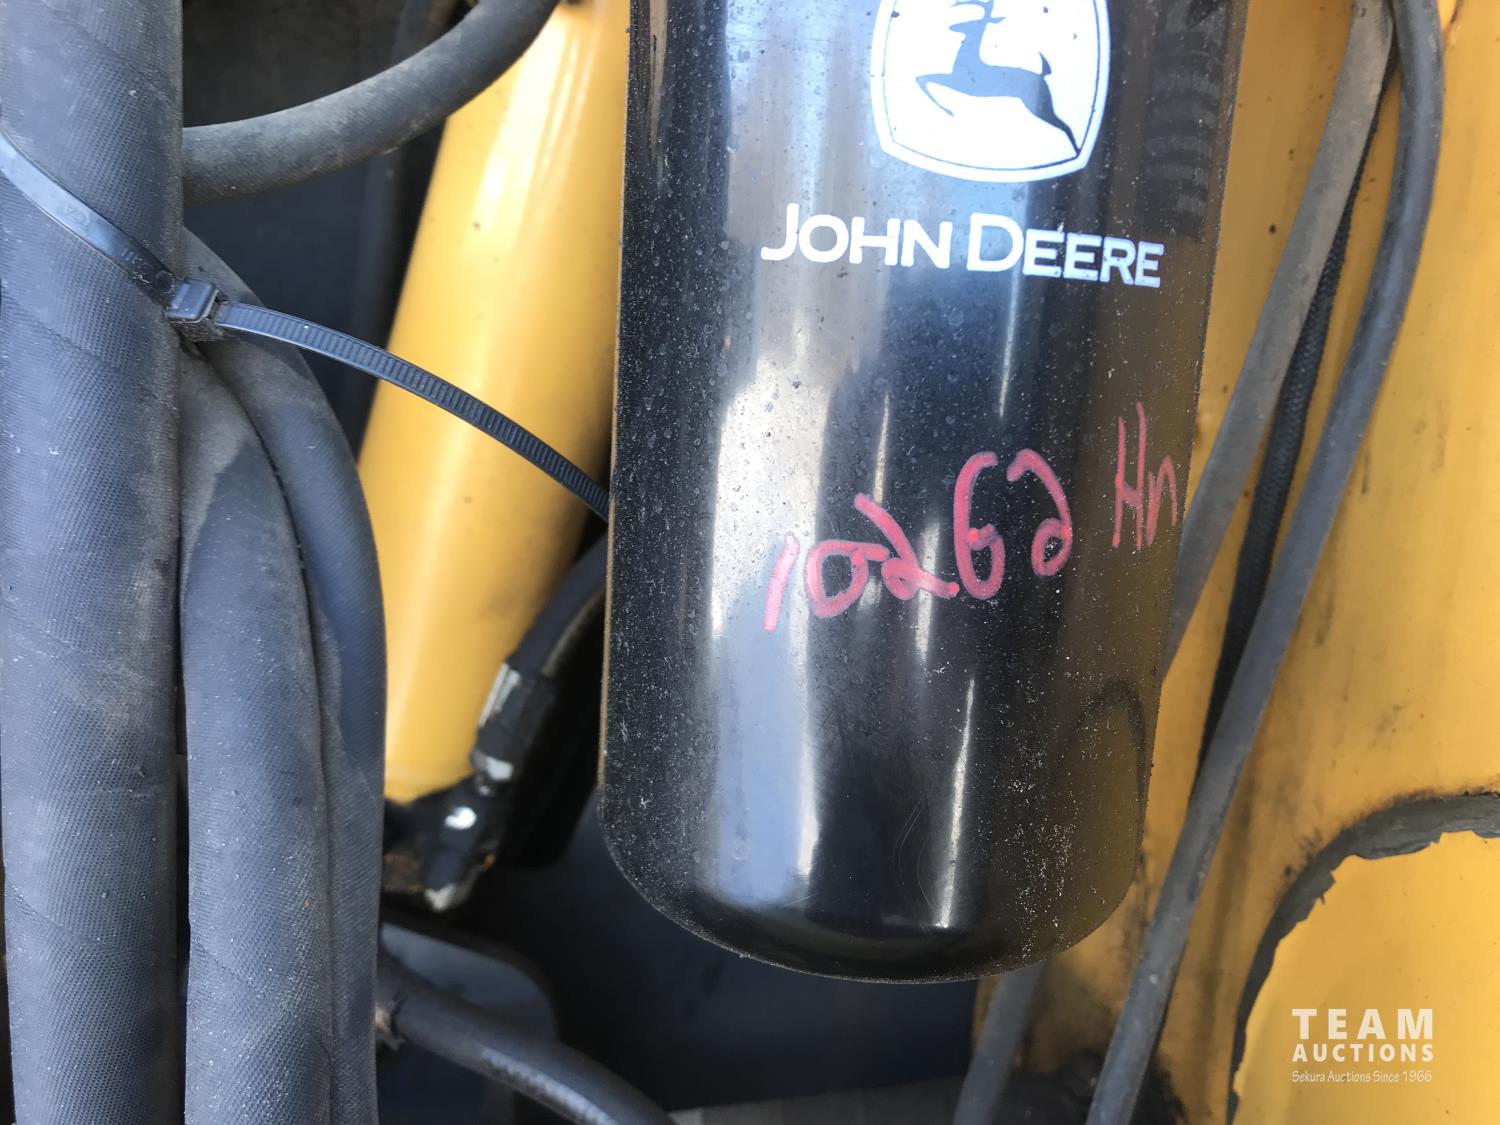 JOHN DEERE
10262 Hr
TEAM
AUCTIONS
Sekura Auctions Since 1966